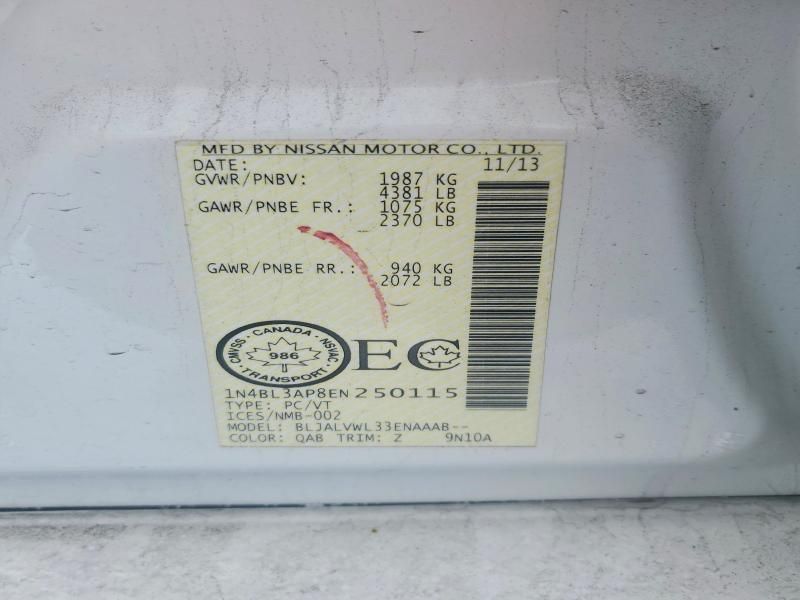 MFD BY NISSAN MOTOR CO., LTD.
DATE: 11/13
GVWR/PNBV: 1987 KG
4381 LB
GAWR/PNBE FR.: 1075 KG
2370 LB
GAWR/PNBE RR.: 940 KG
2072 LB
CMVSS · CANADA · NSVAC
986
· TRANSPORT ·
EC
1N4BL3AP8EN250115
TYPE: PC/VT
ICES/NMB-002
MODEL: BLJALVWL33ENAAAB--
COLOR: QAB TRIM: Z 9N10A